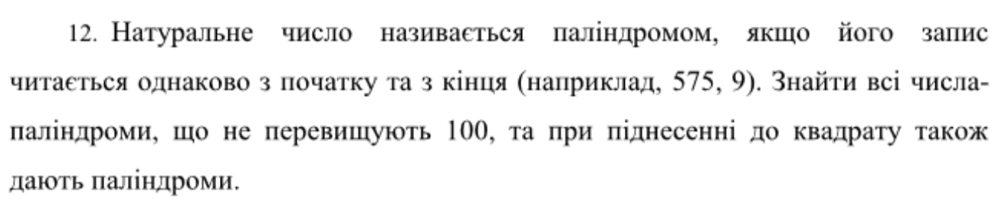 12. Натуральне число називається паліндромом, якщо його запис
читається однаково з початку та з кінця (наприклад, 575, 9). Знайти всі числа-
паліндроми, що не перевищують 100, та при піднесенні до квадрату також
дають паліндроми.